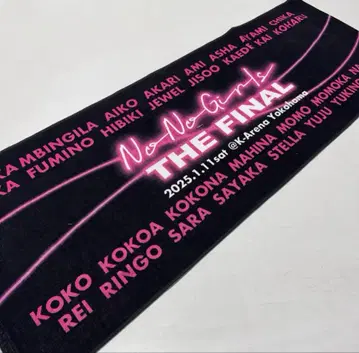 KA MBINGILA AIKO AKARI AMI ASHA AYAMI CHIKA
KA FUMINO HIBIKI JEWEL JISOO KAEDE KAI KOHARU
No No Girls
THE FINAL
2025.1.11sat @K-Arena Yokohama
KOKO KOKOA KOKONA MAHINA MOMO MOMOKA NA
REI RINGO SARA SAYAKA STELLA YUJU YUKINO